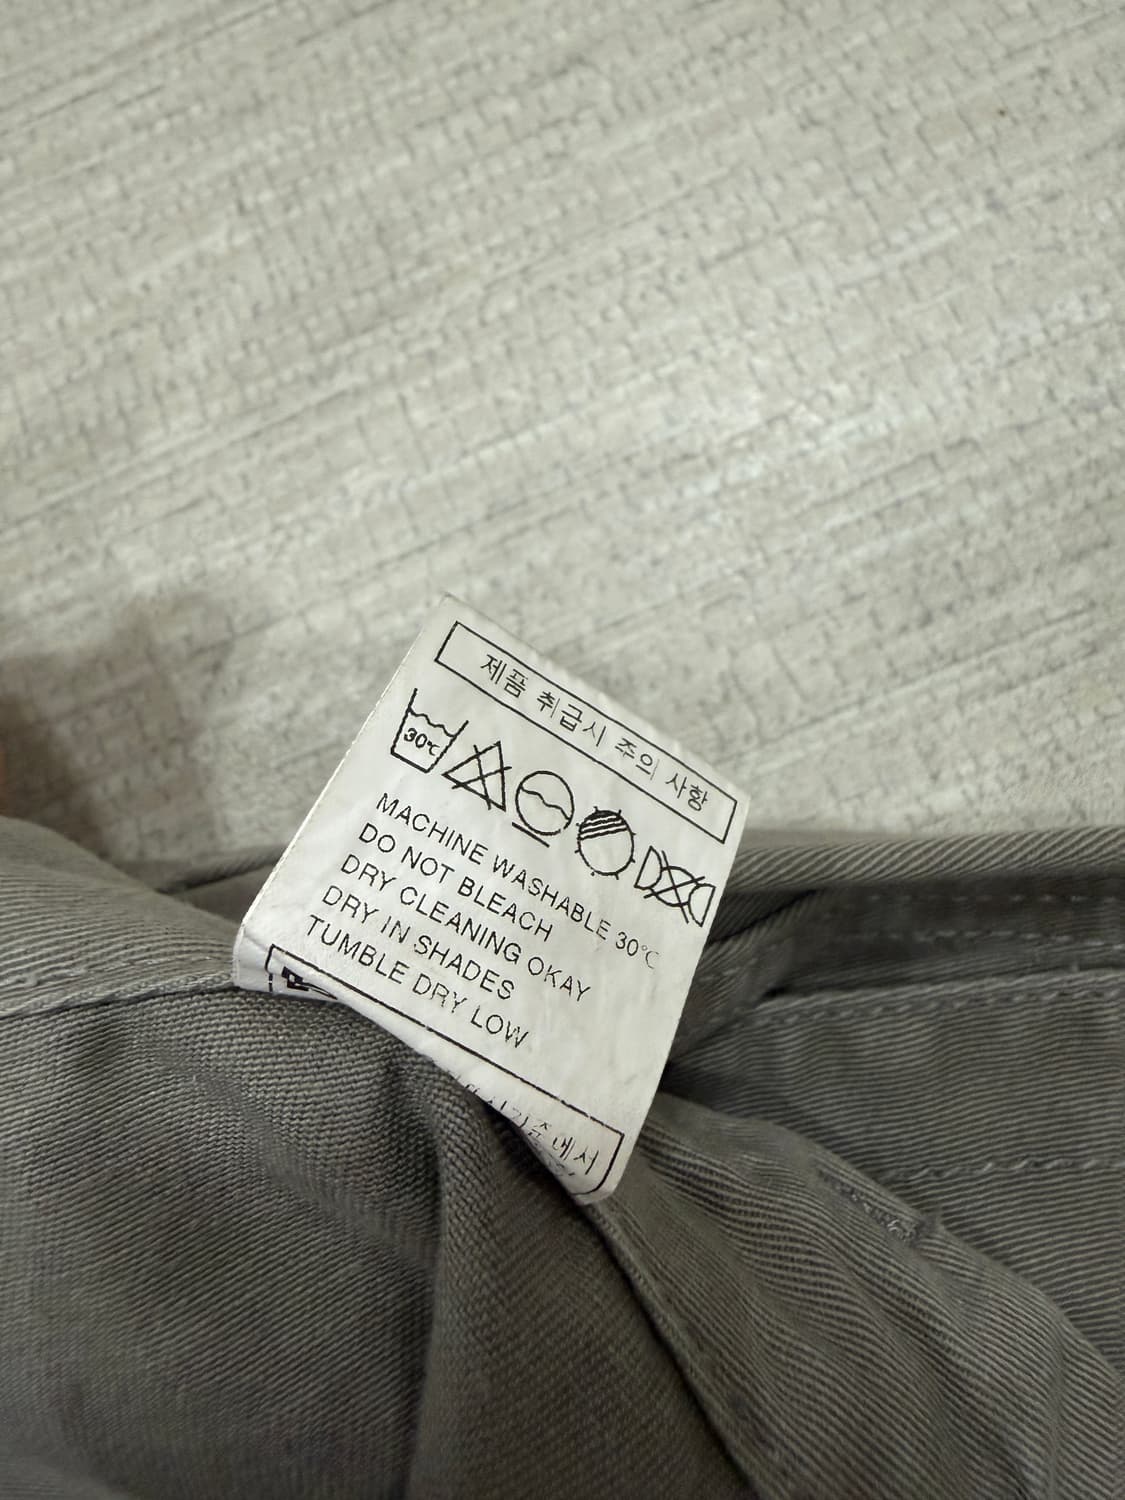 제품 취급시 주의 사항
30℃
MACHINE WASHABLE 30℃
DO NOT BLEACH
DRY CLEANING OKAY
DRY IN SHADES
TUMBLE DRY LOW